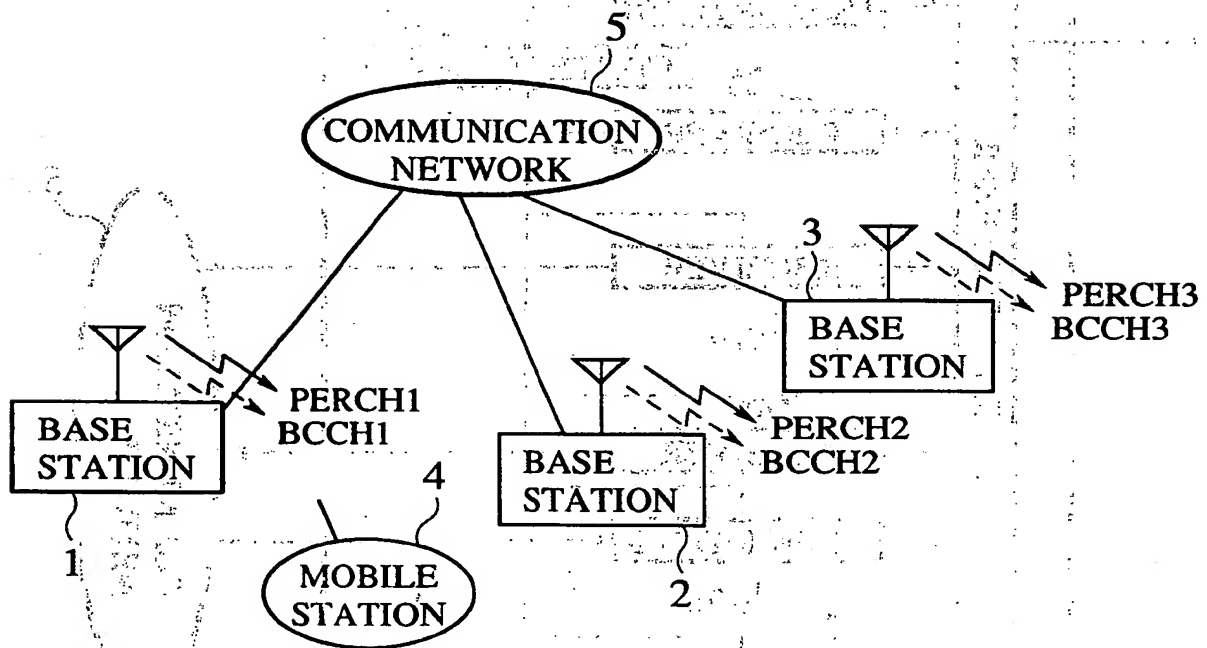 5
COMMUNICATION
NETWORK
3
BASE
STATION
PERCH3
BCCH3
BASE
STATION
PERCH1
BCCH1
1
BASE
STATION
PERCH2
BCCH2
2
4
MOBILE
STATION